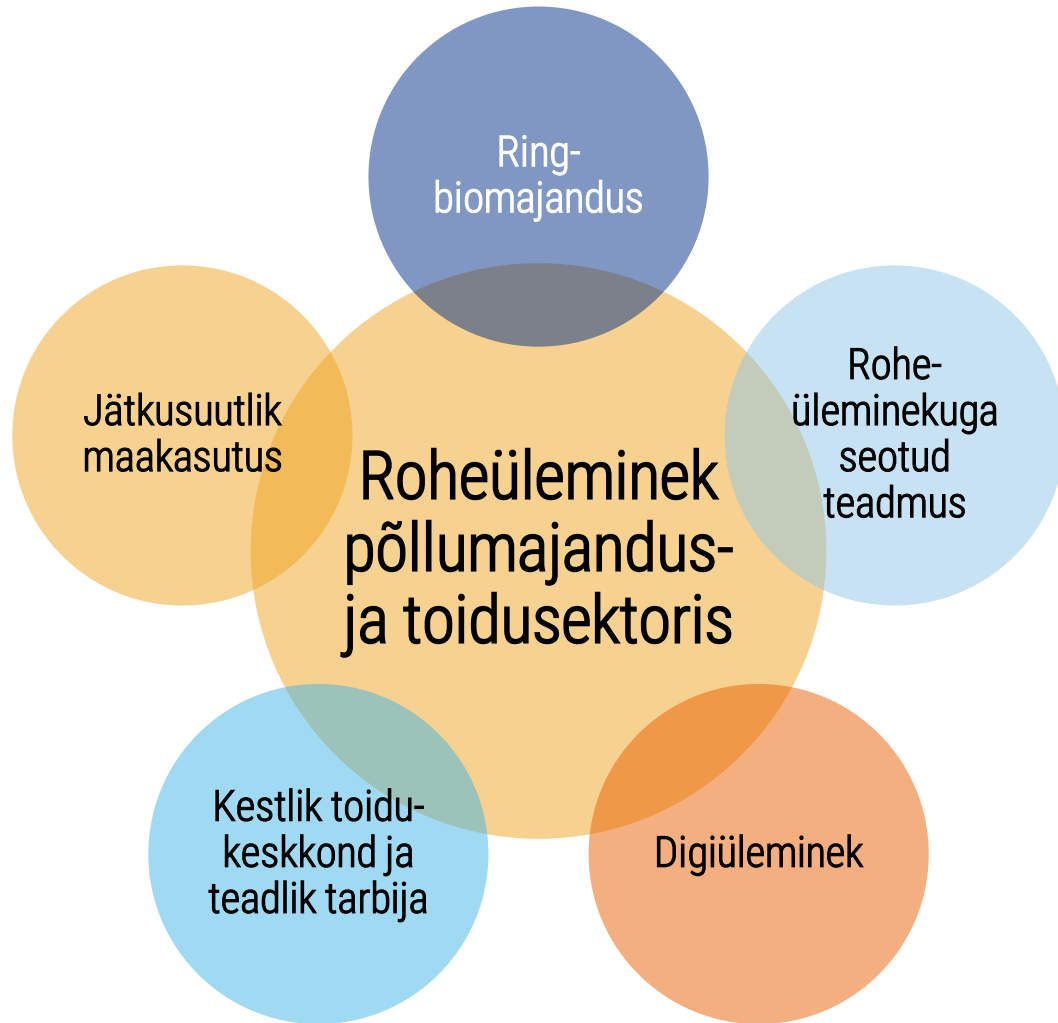 Ring-
biomajandus
Rohe-
üleminekuga
seotud
teadmus
Jätkusuutlik
maakasutus
Roheüleminek
põllumajandus-
ja toidusektoris
Kestlik toidu-
keskkond ja
teadlik tarbija
Digiüleminek